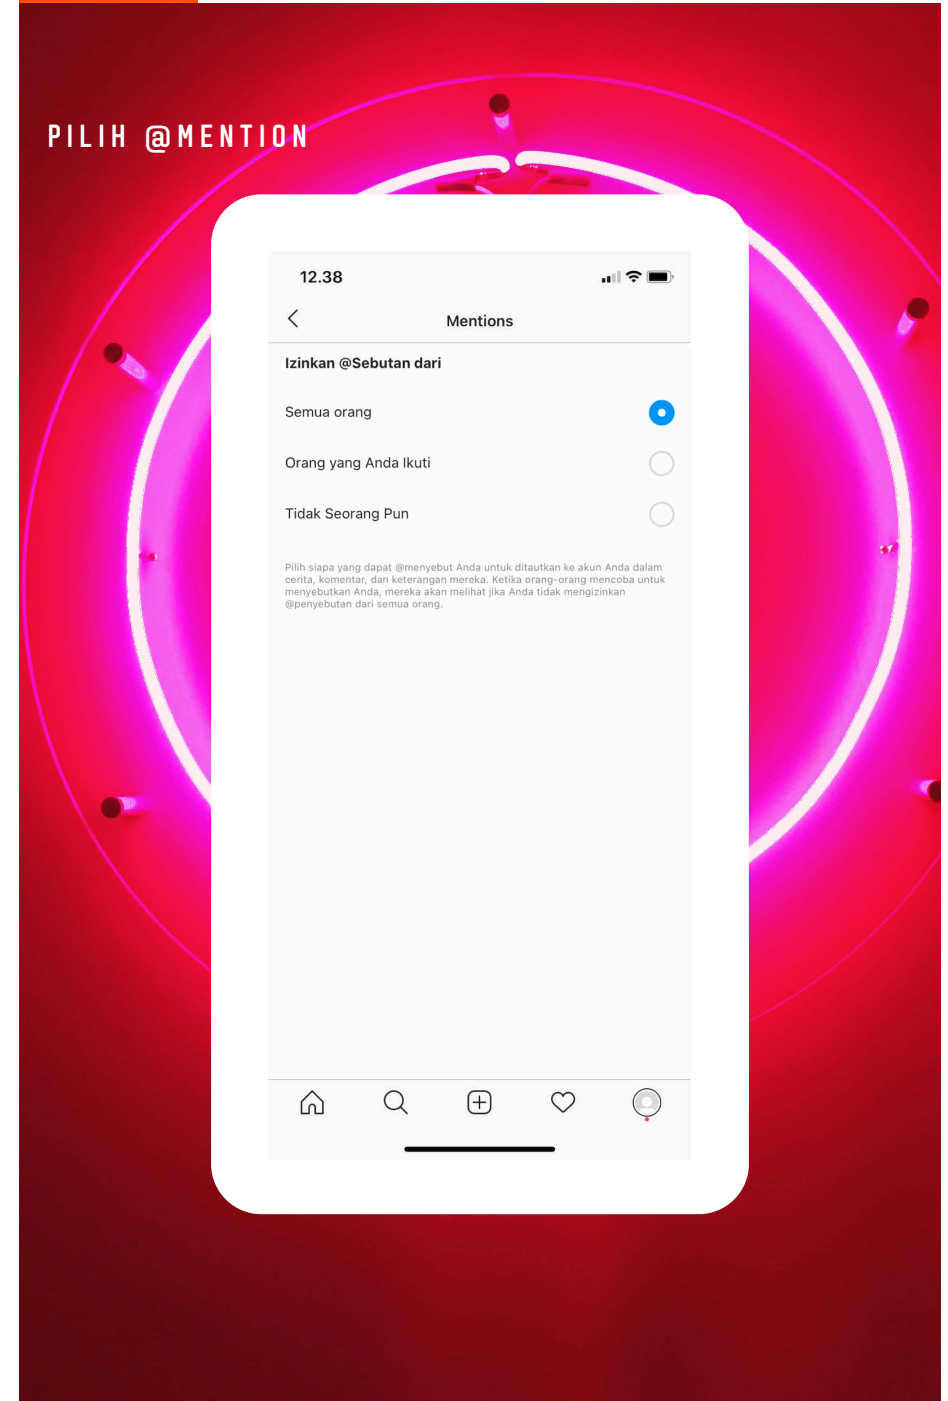 PILIH @MENTION
12.38
Mentions
Izinkan @Sebutan dari
Semua orang
Orang yang Anda Ikuti
Tidak Seorang Pun
Pilih siapa yang dapat @menyebut Anda untuk ditautkan ke akun Anda dalam
cerita, komentar, dan keterangan mereka. Ketika orang-orang mencoba untuk
menyebutkan Anda, mereka akan melihat jika Anda tidak mengizinkan
@penyebutan dari semua orang.